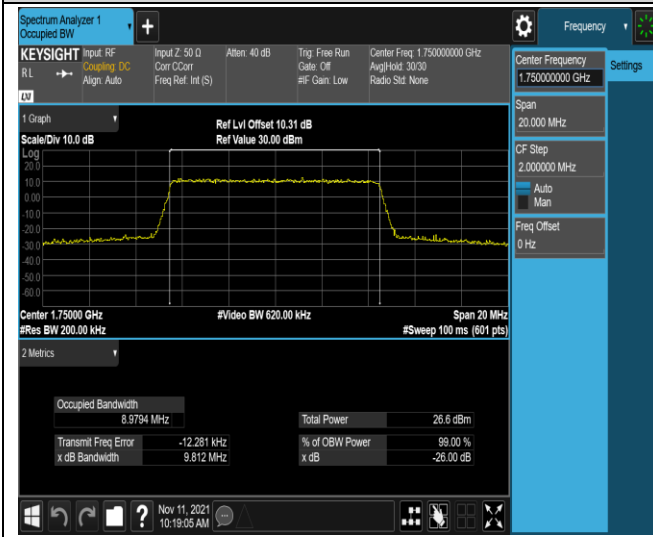 Spectrum Analyzer 1
Occupied BW
+
Frequency
KEYSIGHT
RL
LXI
Input: RF
Coupling: DC
Align: Auto
Input Z: 50 Ω
Corr CCorr
Freq Ref: Int (S)
Atten: 40 dB
Trig: Free Run
Gate: Off
#IF Gain: Low
Center Freq: 1.750000000 GHz
Avg|Hold: 30/30
Radio Std: None
Center Frequency
1.750000000 GHz
Settings
Span
20.000 MHz
CF Step
2.000000 MHz
Auto
Man
Freq Offset
0 Hz
1 Graph
Scale/Div 10.0 dB
Ref Lvl Offset 10.31 dB
Ref Value 30.00 dBm
Log
20.0
10.0
0.00
-10.0
-20.0
-30.0
-40.0
-50.0
-60.0
Center 1.75000 GHz
#Video BW 620.00 kHz
Span 20 MHz
#Res BW 200.00 kHz
#Sweep 100 ms (601 pts)
2 Metrics
Occupied Bandwidth
8.9794 MHz
Total Power 26.6 dBm
Transmit Freq Error -12.281 kHz
% of OBW Power 99.00 %
x dB Bandwidth 9.812 MHz
x dB -26.00 dB
?
Nov 11, 2021
10:19:05 AM